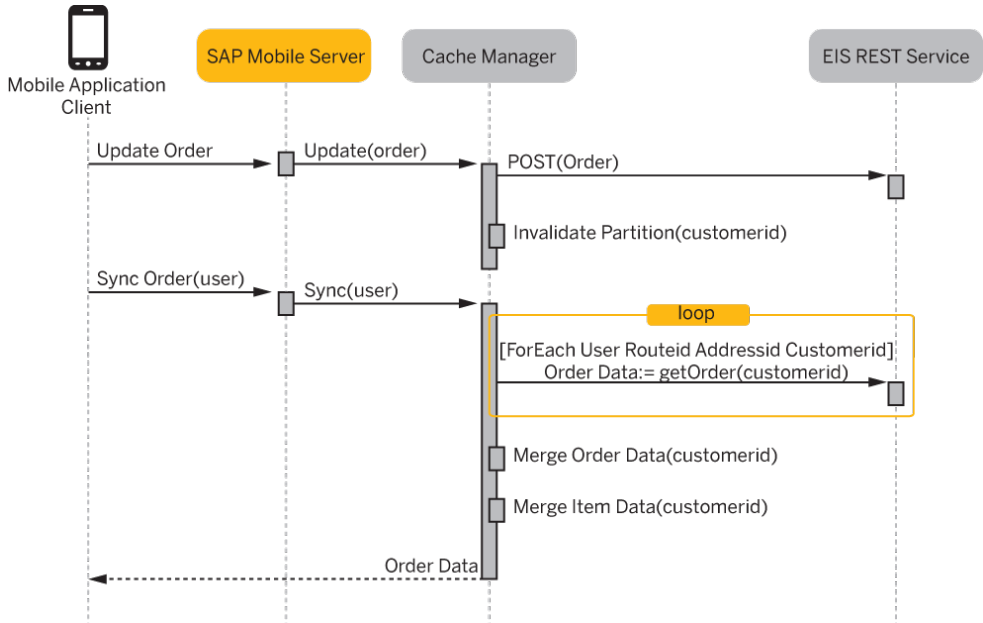 SAP Mobile Server
Cache Manager
EIS REST Service
Mobile Application
Client
Update Order
Update(order)
POST(Order)
Invalidate Partition(customerid)
Sync Order(user)
Sync(user)
loop
[ForEach User Routeid Addressid Customerid]
Order Data:= getOrder(customerid)
Merge Order Data(customerid)
Merge Item Data(customerid)
Order Data